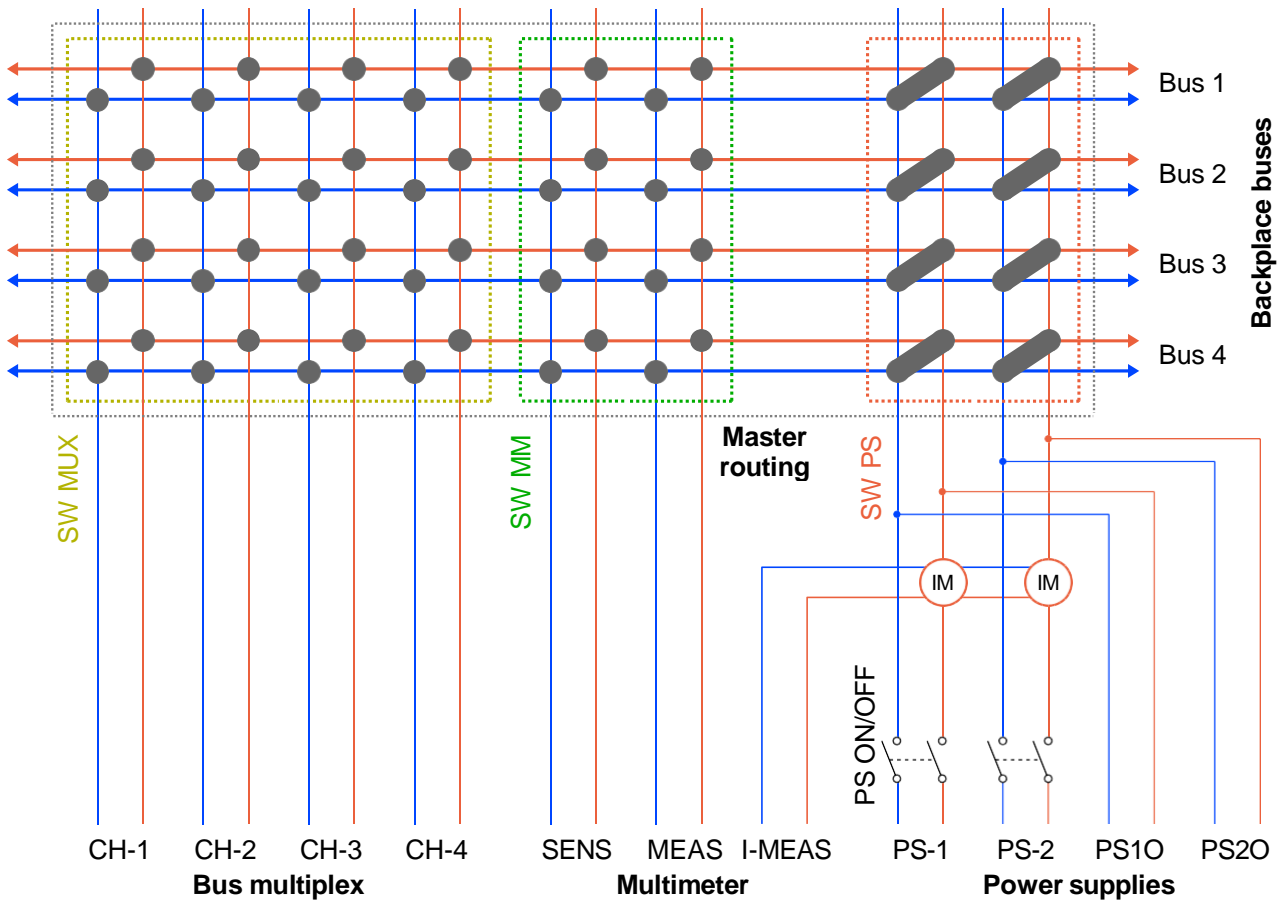 Bus 1
Bus 2
Bus 3
Bus 4
Backplace buses
SW MUX
SW MM
Master
routing
SW PS
IM
IM
PS ON/OFF
CH-1
CH-2
CH-3
CH-4
SENS
MEAS
I-MEAS
PS-1
PS-2
PS1O
PS2O
Bus multiplex
Multimeter
Power supplies